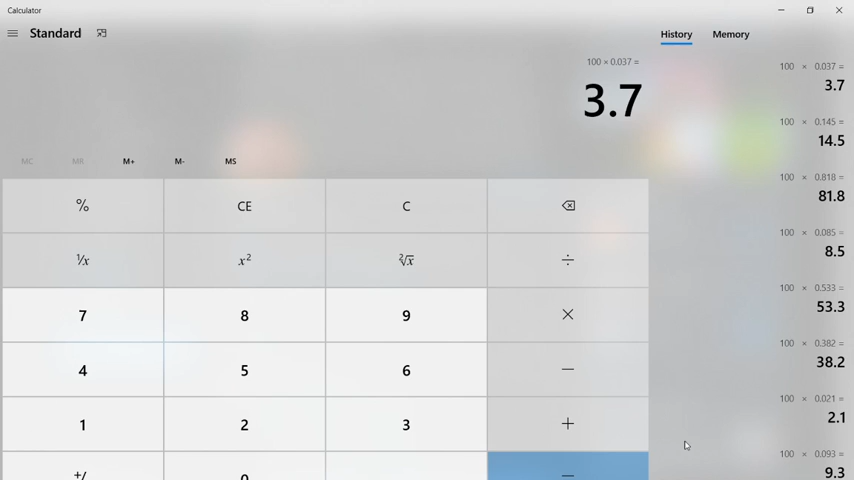 Calculator
Standard
History Memory
100 × 0.037 =
3.7
MC MR M+ M- MS
% CE C
1/x x² ²√x ÷
7 8 9 ×
4 5 6 −
1 2 3 +
+/ 0 =
100 × 0.037 =
3.7
100 × 0.145 =
14.5
100 × 0.818 =
81.8
100 × 0.085 =
8.5
100 × 0.533 =
53.3
100 × 0.382 =
38.2
100 × 0.021 =
2.1
100 × 0.093 =
9.3